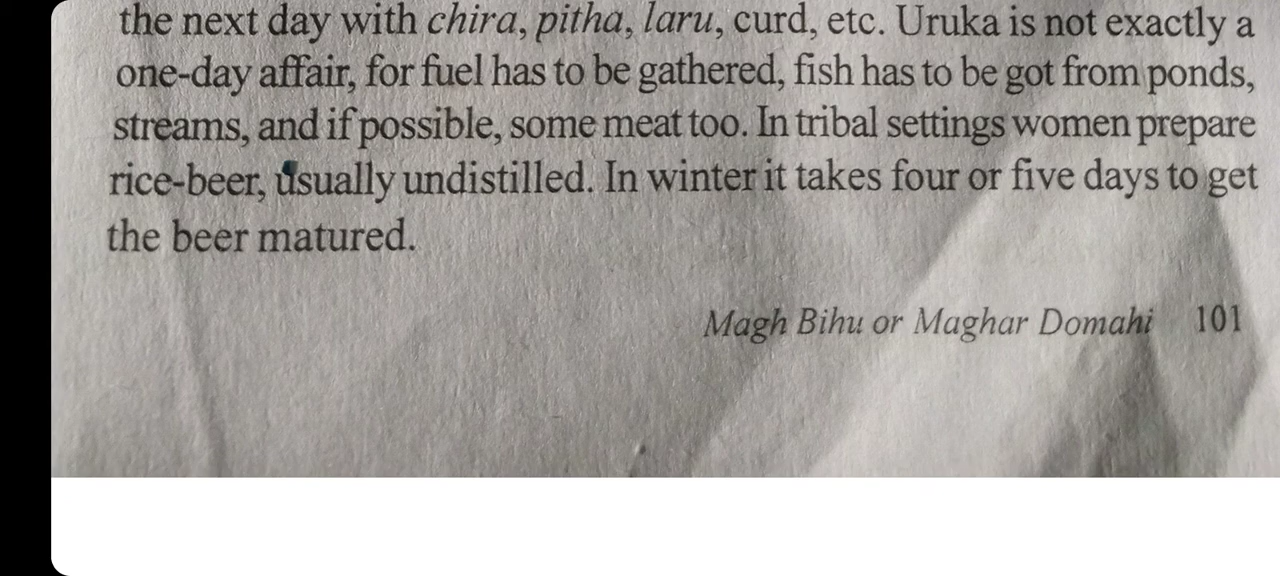 the next day with chira, pitha, laru, curd, etc. Uruka is not exactly a
one-day affair, for fuel has to be gathered, fish has to be got from ponds,
streams, and if possible, some meat too. In tribal settings women prepare
rice-beer, usually undistilled. In winter it takes four or five days to get
the beer matured.
Magh Bihu or Maghar Domahi 101